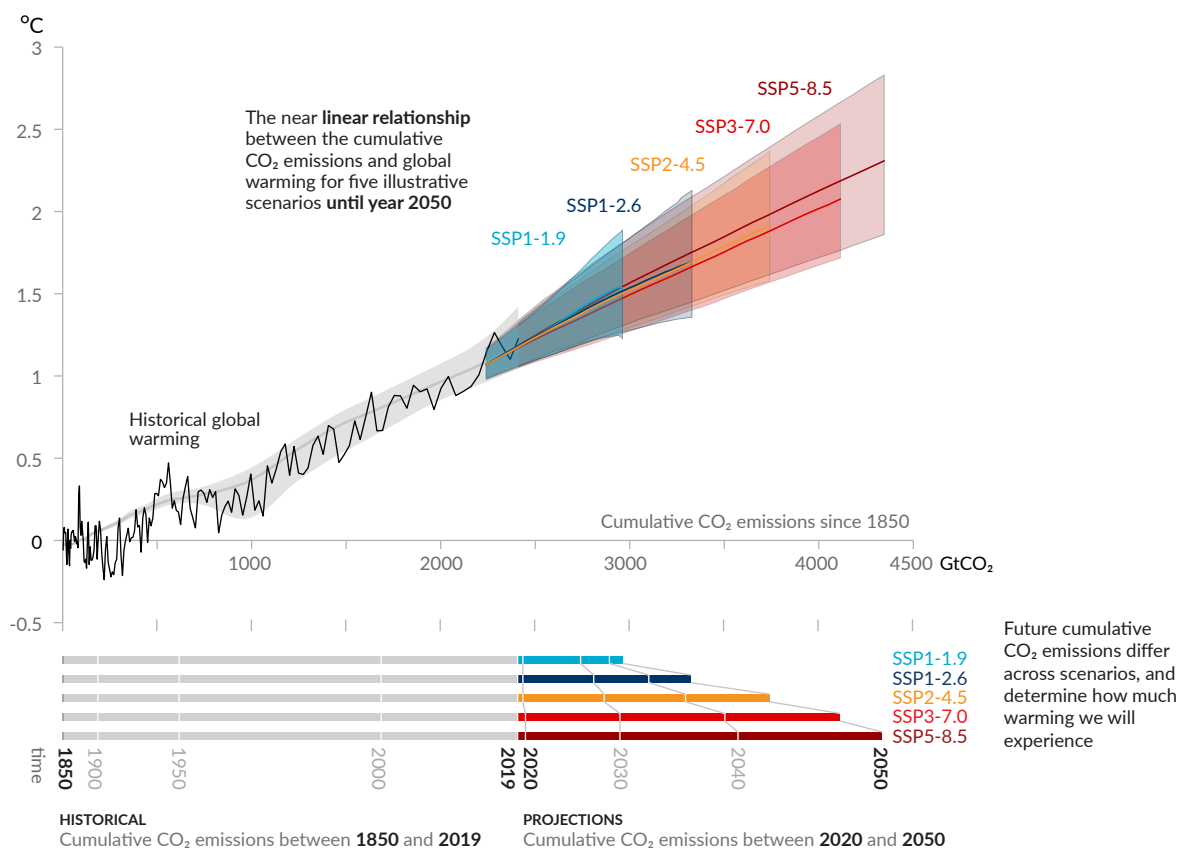 °C
3
2.5
2
1.5
1
0.5
0
-0.5
The near linear relationship
between the cumulative
CO₂ emissions and global
warming for five illustrative
scenarios until year 2050
SSP5-8.5
SSP3-7.0
SSP2-4.5
SSP1-2.6
SSP1-1.9
Historical global
warming
Cumulative CO₂ emissions since 1850
1000
2000
3000
4000
4500
GtCO₂
Future cumulative
CO₂ emissions differ
across scenarios, and
determine how much
warming we will
experience
SSP1-1.9
SSP1-2.6
SSP2-4.5
SSP3-7.0
SSP5-8.5
time
1850
1900
1950
2000
2019
2020
2030
2040
2050
HISTORICAL
Cumulative CO₂ emissions between 1850 and 2019
PROJECTIONS
Cumulative CO₂ emissions between 2020 and 2050